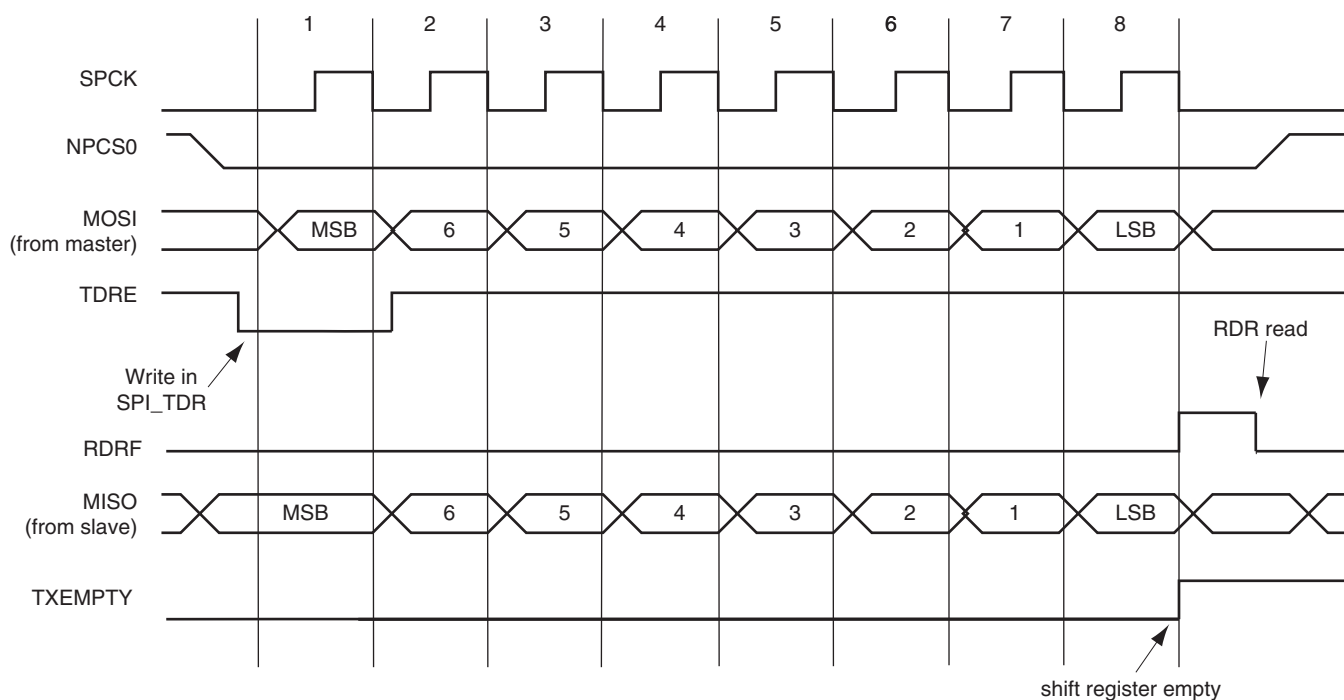 1 2 3 4 5 6 7 8
SPCK
NPCS0
MOSI
(from master)
MSB 6 5 4 3 2 1 LSB
TDRE
RDR read
Write in
SPI_TDR
RDRF
MISO
(from slave)
MSB 6 5 4 3 2 1 LSB
TXEMPTY
shift register empty